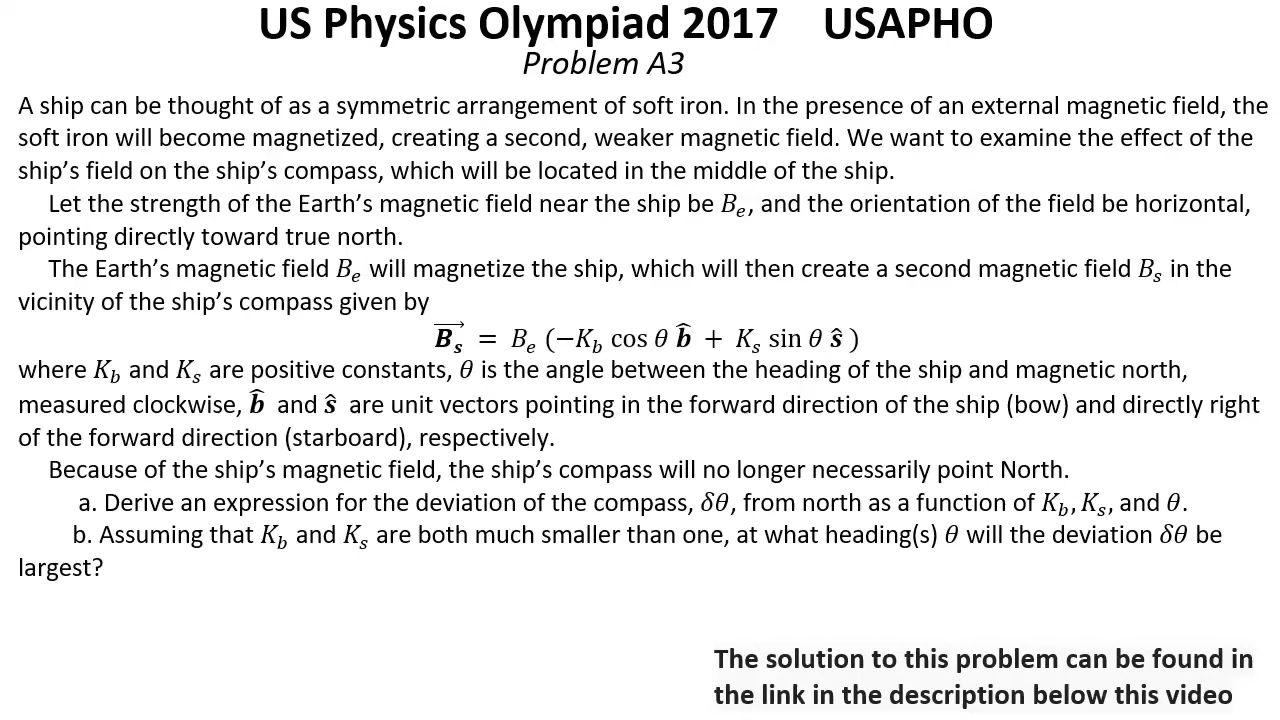 US Physics Olympiad 2017 USAPHO
Problem A3
A ship can be thought of as a symmetric arrangement of soft iron. In the presence of an external magnetic field, the
soft iron will become magnetized, creating a second, weaker magnetic field. We want to examine the effect of the
ship’s field on the ship’s compass, which will be located in the middle of the ship.
Let the strength of the Earth’s magnetic field near the ship be Bₑ, and the orientation of the field be horizontal,
pointing directly toward true north.
The Earth’s magnetic field Bₑ will magnetize the ship, which will then create a second magnetic field Bₛ in the
vicinity of the ship’s compass given by
B⃗ₛ = Bₑ (−K_b cos θ b̂ + Kₛ sin θ ŝ )
where K_b and Kₛ are positive constants, θ is the angle between the heading of the ship and magnetic north,
measured clockwise, b̂ and ŝ are unit vectors pointing in the forward direction of the ship (bow) and directly right
of the forward direction (starboard), respectively.
Because of the ship’s magnetic field, the ship’s compass will no longer necessarily point North.
a. Derive an expression for the deviation of the compass, δθ, from north as a function of K_b, Kₛ, and θ.
b. Assuming that K_b and Kₛ are both much smaller than one, at what heading(s) θ will the deviation δθ be
largest?
The solution to this problem can be found in
the link in the description below this video